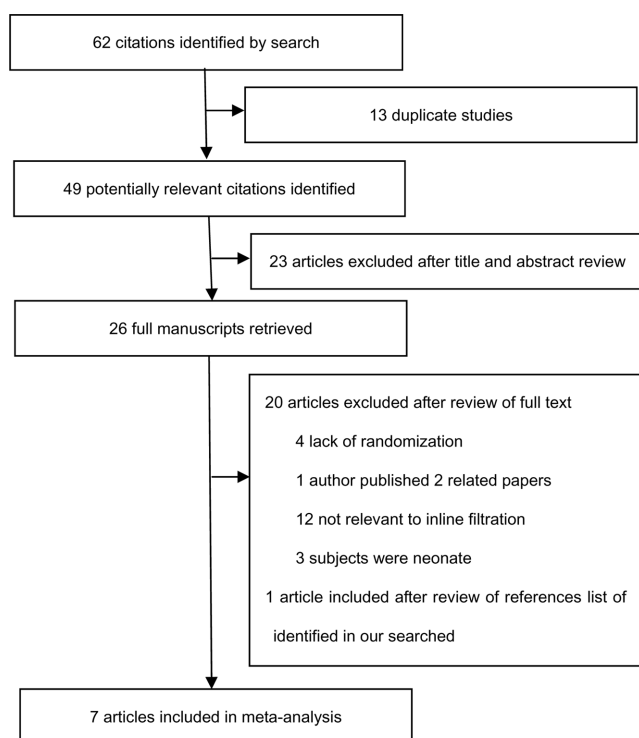 62 citations identified by search
13 duplicate studies
49 potentially relevant citations identified
23 articles excluded after title and abstract review
26 full manuscripts retrieved
20 articles excluded after review of full text
4 lack of randomization
1 author published 2 related papers
12 not relevant to inline filtration
3 subjects were neonate
1 article included after review of references list of
identified in our searched
7 articles included in meta-analysis